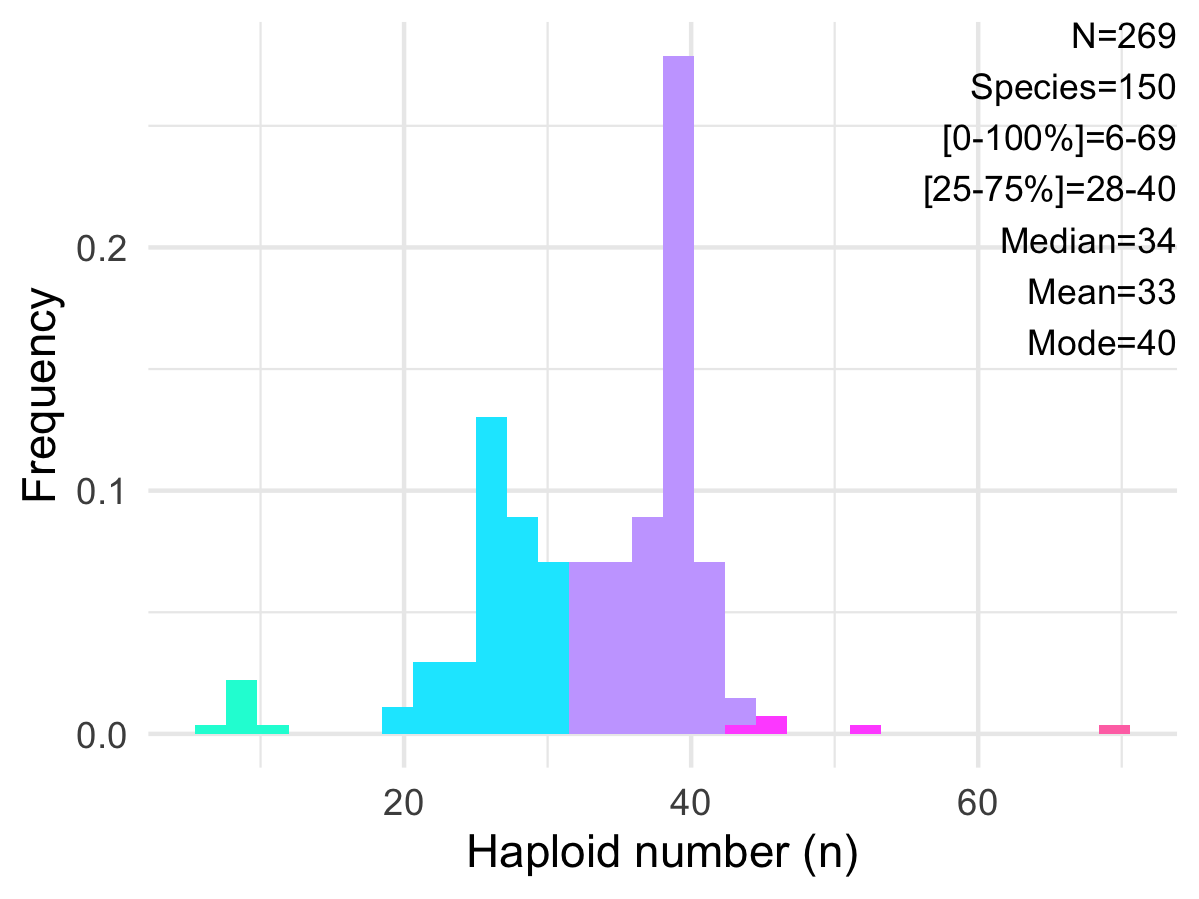 N=269
Species=150
[0-100%]=6-69
[25-75%]=28-40
Median=34
Mean=33
Mode=40
Frequency
0.2
0.1
0.0
20 40 60
Haploid number (n)